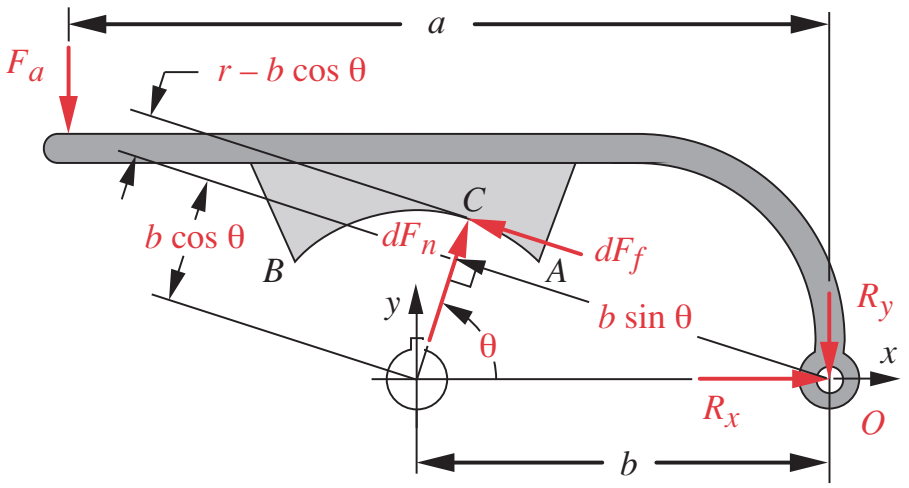 a
F_a
r – b cos θ
C
b cos θ
dF_n
dF_f
B
A
y
b sin θ
R_y
θ
x
R_x
O
b